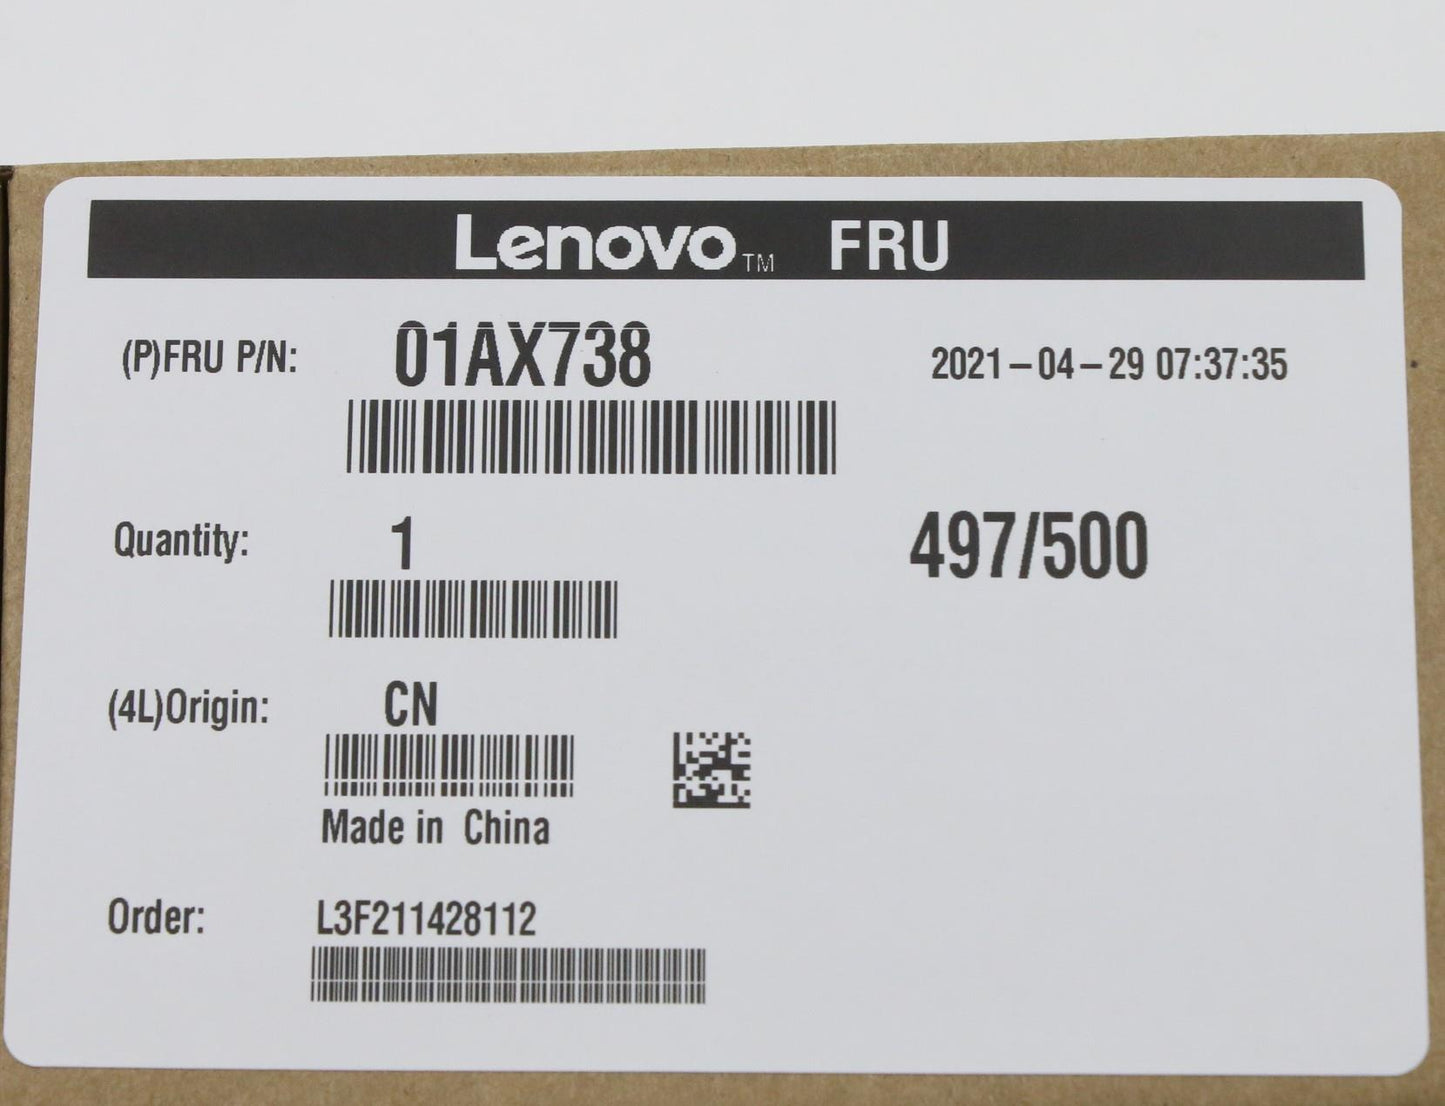 Lenovo™ FRU
(P)FRU P/N: 01AX738 2021-04-29 07:37:35
Quantity: 1 497/500
(4L)Origin: CN
Made in China
Order: L3F211428112